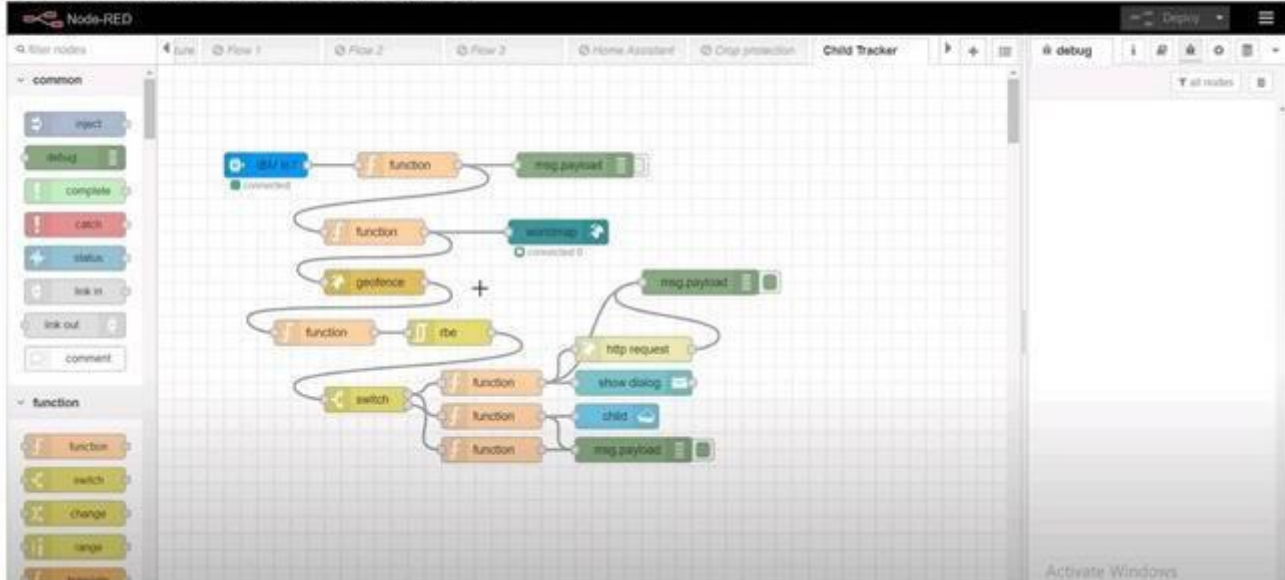 Node-RED
Deploy
filter nodes
Flow 1
Flow 2
Flow 3
Home Assistant
Crop protection
Child Tracker
debug
i
all nodes
common
inject
debug
complete
catch
status
link in
link out
comment
function
function
switch
change
range
template
connected
function
msg.payload
function
worldmap
connected 0
geofence
msg.payload
function
rbe
http request
switch
function
show dialog
function
child
function
msg.payload
Activate Windows